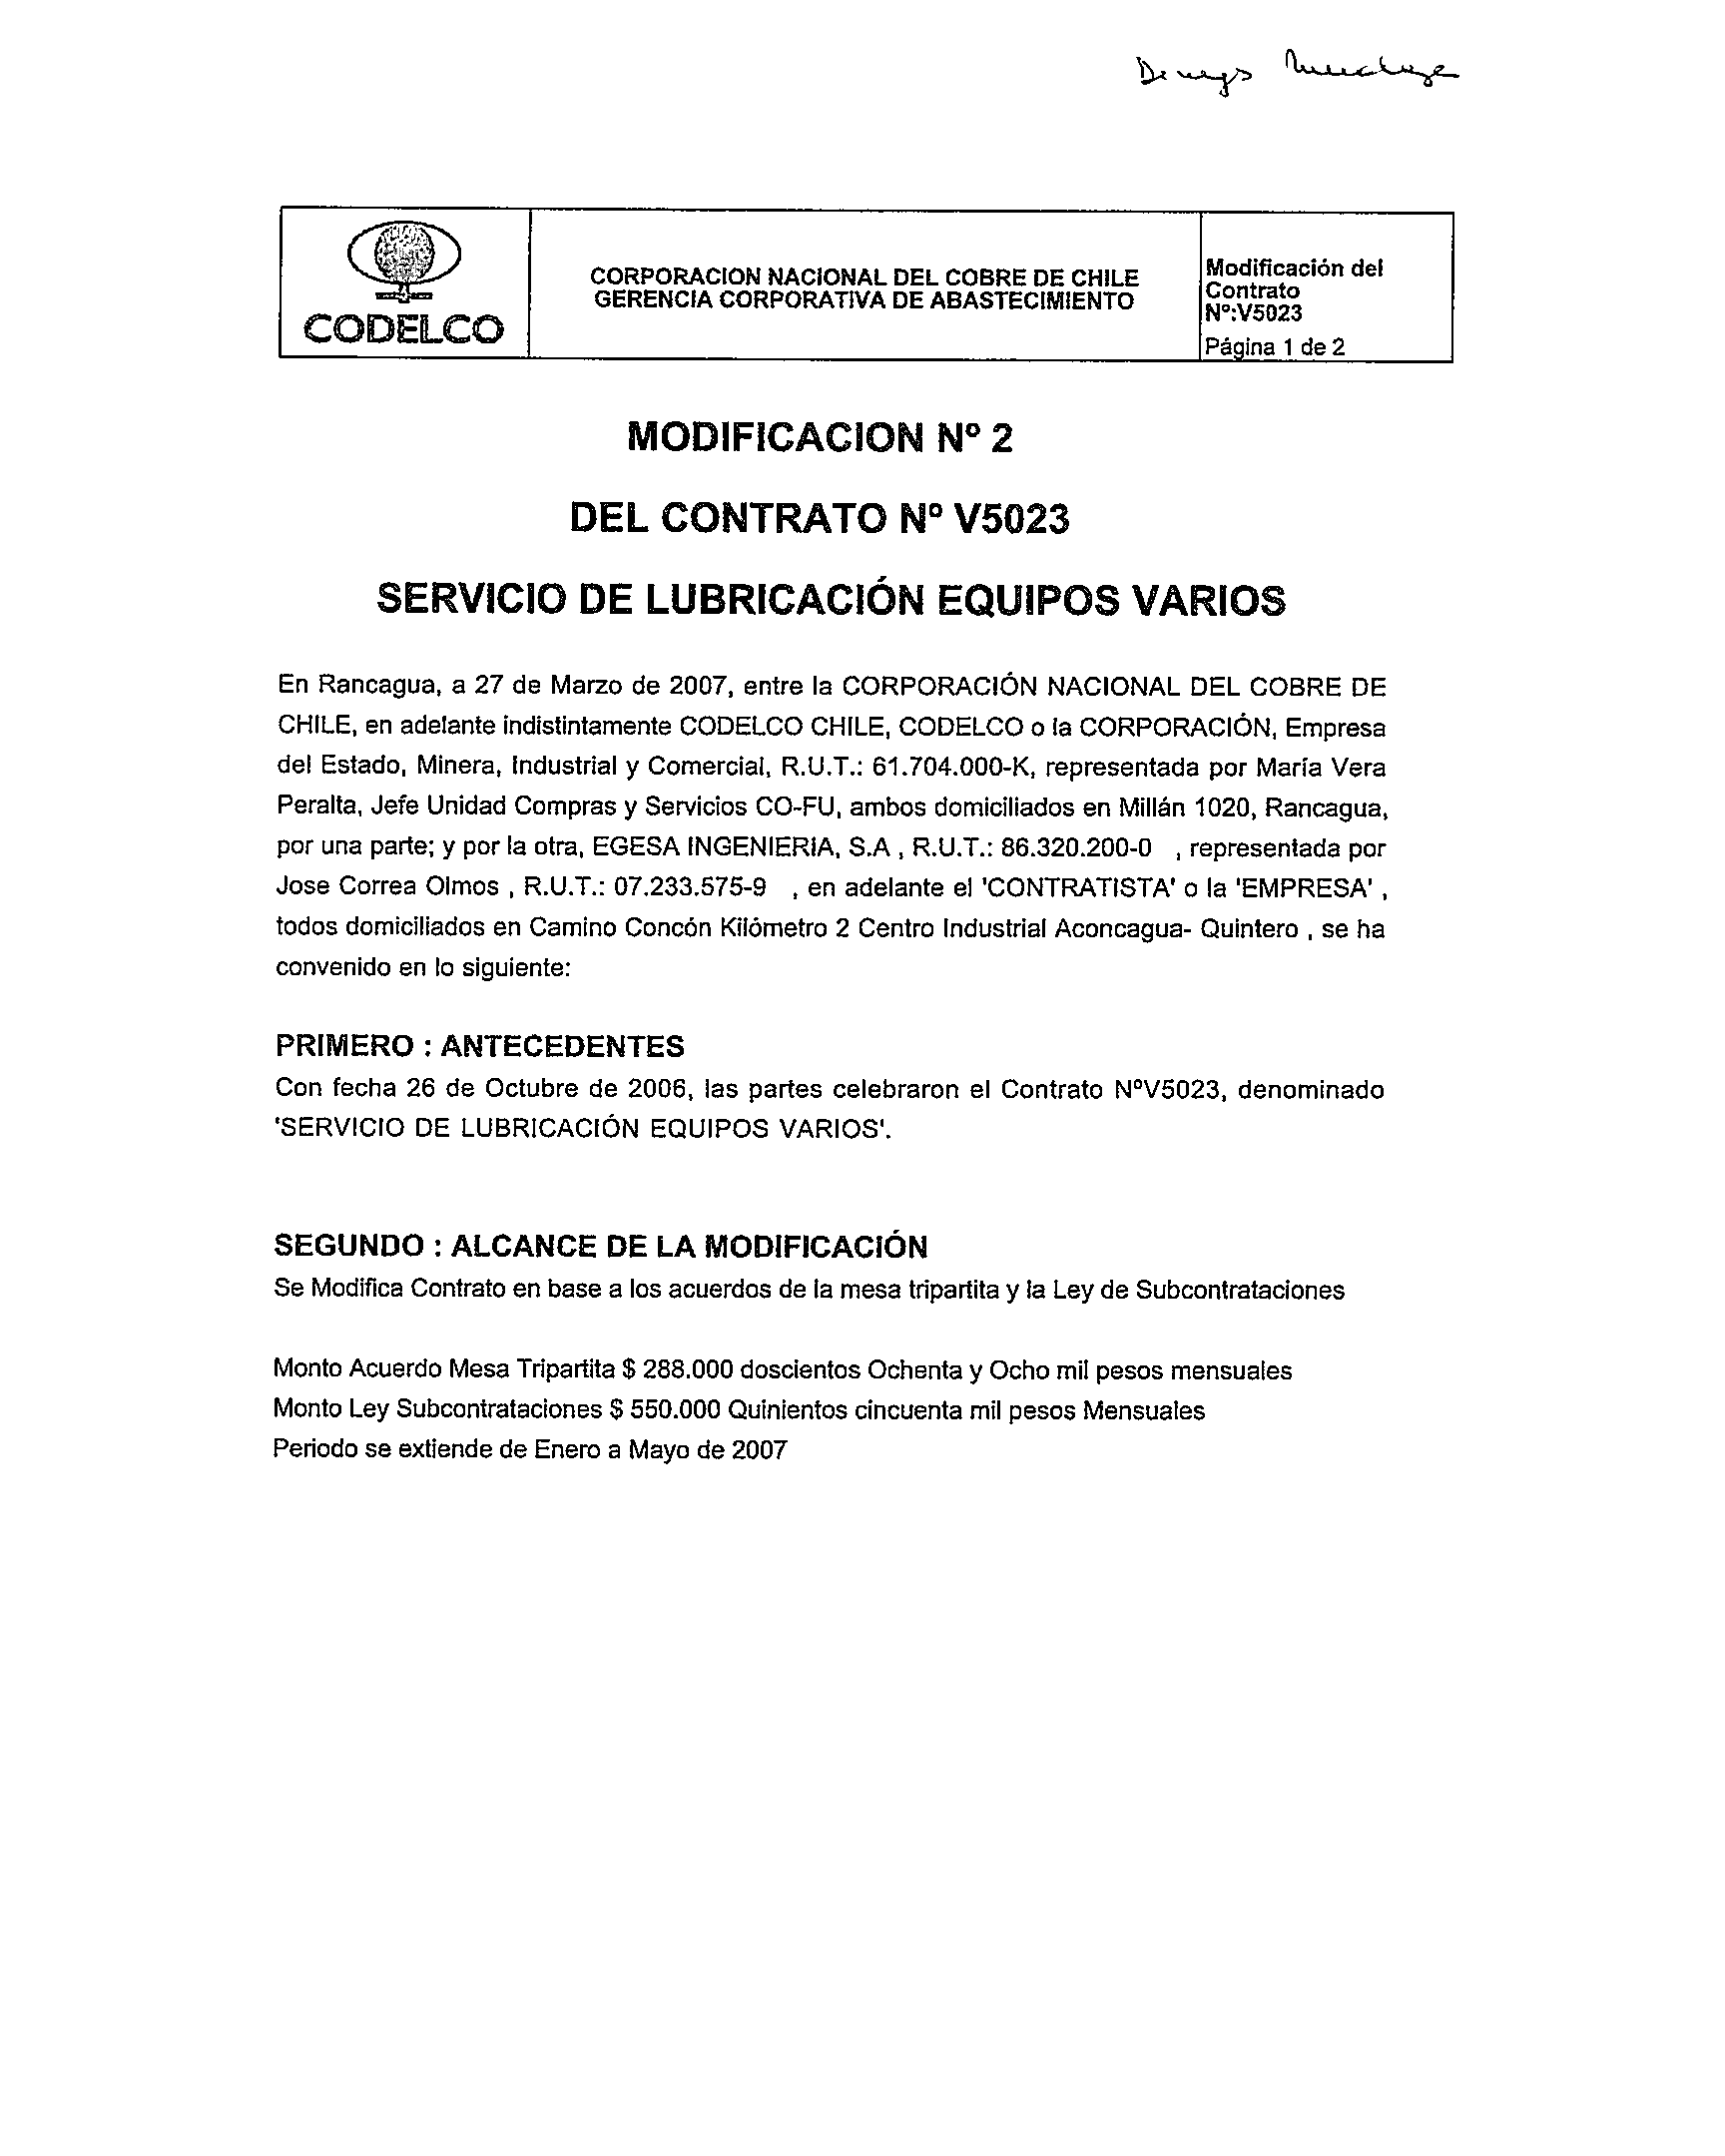 CODELCO
CORPORACION NACIONAL DEL COBRE DE CHILE
GERENCIA CORPORATIVA DE ABASTECIMIENTO
Modificación del
Contrato
Nº:V5023
Página 1 de 2
MODIFICACION Nº 2
DEL CONTRATO Nº V5023
SERVICIO DE LUBRICACIÓN EQUIPOS VARIOS
En Rancagua, a 27 de Marzo de 2007, entre la CORPORACIÓN NACIONAL DEL COBRE DE
CHILE, en adelante indistintamente CODELCO CHILE, CODELCO o la CORPORACIÓN, Empresa
del Estado, Minera, Industrial y Comercial, R.U.T.: 61.704.000-K, representada por María Vera
Peralta, Jefe Unidad Compras y Servicios CO-FU, ambos domiciliados en Millán 1020, Rancagua,
por una parte; y por la otra, EGESA INGENIERIA, S.A , R.U.T.: 86.320.200-0 , representada por
Jose Correa Olmos , R.U.T.: 07.233.575-9 , en adelante el 'CONTRATISTA' o la 'EMPRESA' ,
todos domiciliados en Camino Concón Kilómetro 2 Centro Industrial Aconcagua- Quintero , se ha
convenido en lo siguiente:
PRIMERO : ANTECEDENTES
Con fecha 26 de Octubre de 2006, las partes celebraron el Contrato NºV5023, denominado
'SERVICIO DE LUBRICACIÓN EQUIPOS VARIOS'.
SEGUNDO : ALCANCE DE LA MODIFICACIÓN
Se Modifica Contrato en base a los acuerdos de la mesa tripartita y la Ley de Subcontrataciones
Monto Acuerdo Mesa Tripartita $ 288.000 doscientos Ochenta y Ocho mil pesos mensuales
Monto Ley Subcontrataciones $ 550.000 Quinientos cincuenta mil pesos Mensuales
Periodo se extiende de Enero a Mayo de 2007